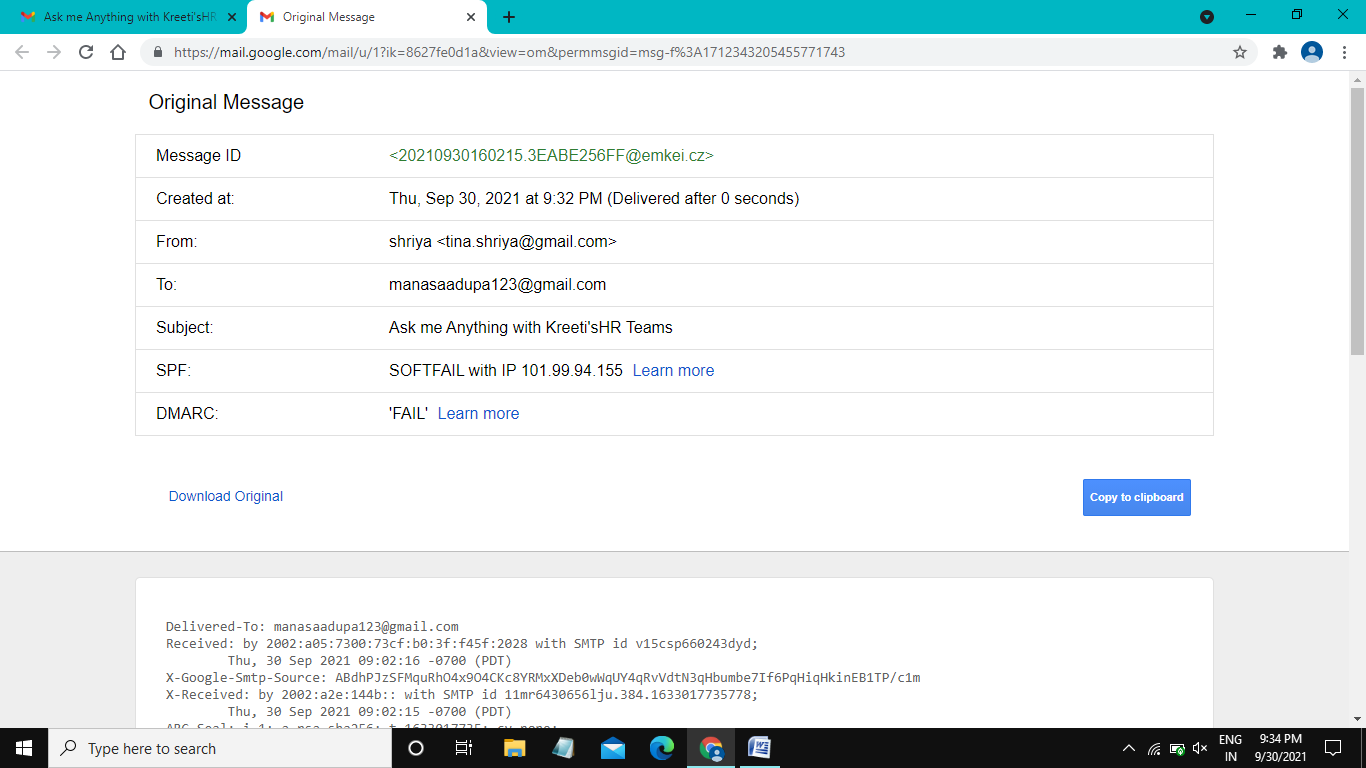 Ask me Anything with Kreeti'sHR
Original Message
https://mail.google.com/mail/u/1?ik=8627fe0d1a&view=om&permmsgid=msg-f%3A1712343205455771743
Original Message
Message ID <20210930160215.3EABE256FF@emkei.cz>
Created at: Thu, Sep 30, 2021 at 9:32 PM (Delivered after 0 seconds)
From: shriya <tina.shriya@gmail.com>
To: manasaadupa123@gmail.com
Subject: Ask me Anything with Kreeti'sHR Teams
SPF: SOFTFAIL with IP 101.99.94.155 Learn more
DMARC: 'FAIL' Learn more
Download Original
Copy to clipboard
Delivered-To: manasaadupa123@gmail.com
Received: by 2002:a05:7300:73cf:b0:3f:f45f:2028 with SMTP id v15csp660243dyd;
Thu, 30 Sep 2021 09:02:16 -0700 (PDT)
X-Google-Smtp-Source: ABdhPJzSFMquRhO4x9O4CKc8YRMxXDeb0wWqUY4qRvVdtN3qHbumbe7If6PqHiqHkinEB1TP/c1m
X-Received: by 2002:a2e:144b:: with SMTP id 11mr6430656lju.384.1633017735778;
Thu, 30 Sep 2021 09:02:15 -0700 (PDT)
Type here to search
ENG
IN
9:34 PM
9/30/2021